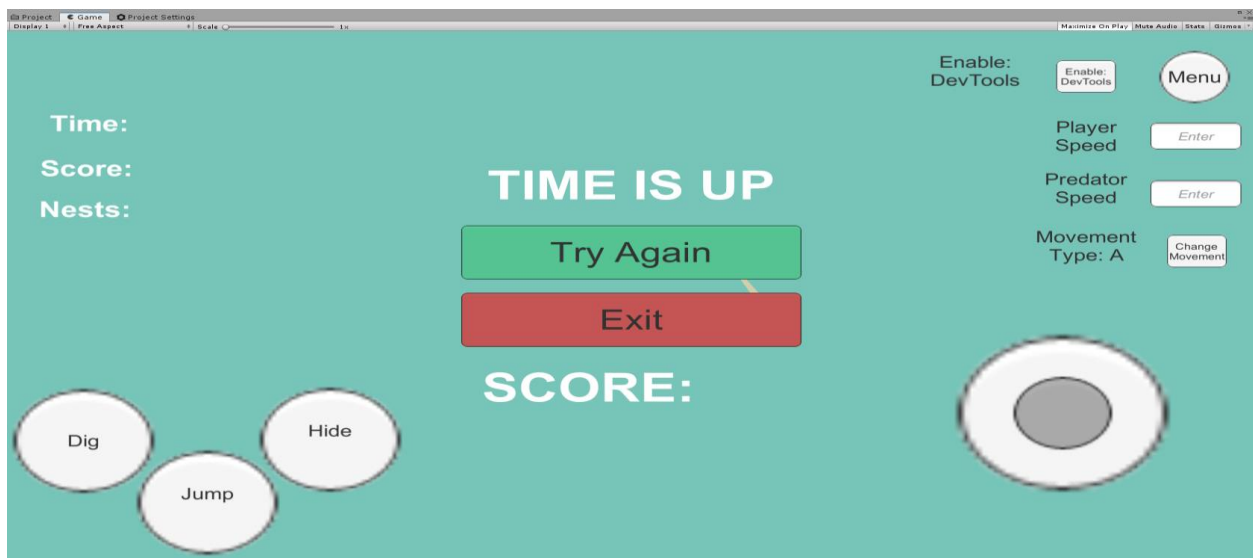 Project Game Project Settings
Display 1 Free Aspect Scale 1x Maximize On Play Mute Audio Stats Gizmos
Enable:
DevTools
Enable:
DevTools
Menu
Time:
Score:
Nests:
Player
Speed
Enter
Predator
Speed
Enter
Movement
Type: A
Change
Movement
TIME IS UP
Try Again
Exit
SCORE:
Dig
Jump
Hide